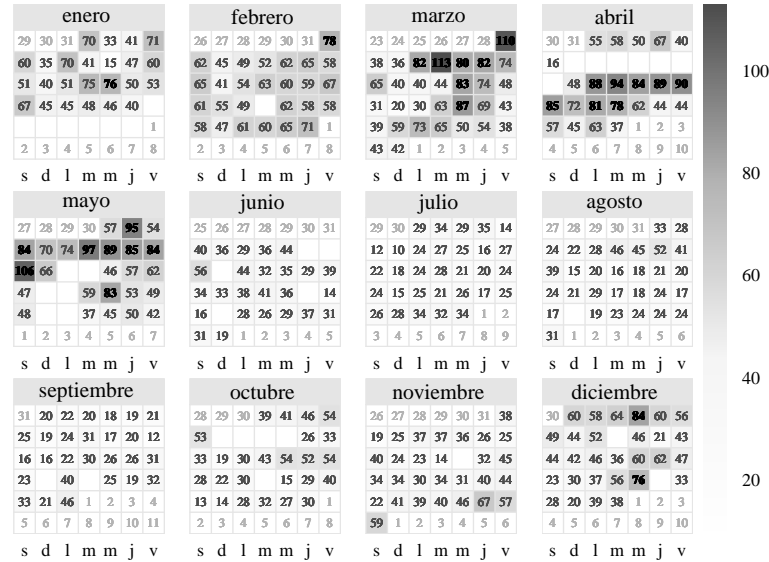 enero febrero marzo abril
29 30 31 70 33 41 71 26 27 28 29 30 31 78 23 24 25 26 27 28 110 30 31 55 58 50 67 40
60 35 70 41 15 47 60 62 45 49 52 62 65 58 38 36 82 113 80 82 74 16
51 40 51 75 76 50 53 65 41 54 63 60 59 67 65 40 40 44 83 74 48 48 88 94 84 89 90
67 45 45 48 46 40 61 55 49 62 58 58 31 20 30 63 87 69 43 85 72 81 78 62 44 44
1 58 47 61 60 65 71 1 39 59 73 65 50 54 38 57 45 63 37 1 2 3
2 3 4 5 6 7 8 2 3 4 5 6 7 8 43 42 1 2 3 4 5 4 5 6 7 8 9 10
s d l m m j v s d l m m j v s d l m m j v s d l m m j v
mayo junio julio agosto
27 28 29 30 57 95 54 25 26 27 28 29 30 31 29 30 29 34 29 35 14 27 28 29 30 31 33 28
84 70 74 97 89 85 84 40 36 29 36 44 12 10 24 27 25 16 27 24 22 28 46 45 52 41
106 66 46 57 62 56 44 32 35 29 39 22 18 24 28 21 20 24 39 15 20 16 18 21 20
47 59 83 53 49 34 33 38 41 36 14 24 15 25 21 26 17 25 24 21 29 17 18 24 17
48 37 45 50 42 16 28 26 29 37 31 26 28 34 32 34 1 2 17 19 23 24 24 24
1 2 3 4 5 6 7 31 19 1 2 3 4 5 3 4 5 6 7 8 9 31 1 2 3 4 5 6
s d l m m j v s d l m m j v s d l m m j v s d l m m j v
septiembre octubre noviembre diciembre
31 20 22 20 18 19 21 28 29 30 39 41 46 54 26 27 28 29 30 31 38 30 60 58 64 84 60 56
25 19 24 31 17 20 12 53 26 33 19 25 37 37 36 26 25 49 44 52 46 21 43
16 16 22 30 26 26 31 33 19 30 43 54 52 54 40 24 23 14 32 45 44 42 46 36 60 62 47
23 40 25 19 32 28 22 30 15 29 40 34 34 30 34 31 40 44 23 30 37 56 76 33
33 21 46 1 2 3 4 13 14 28 32 27 30 1 22 41 39 40 46 67 57 28 20 39 38 1 2 3
5 6 7 8 9 10 11 2 3 4 5 6 7 8 59 1 2 3 4 5 6 4 5 6 7 8 9 10
s d l m m j v s d l m m j v s d l m m j v s d l m m j v
100
80
60
40
20